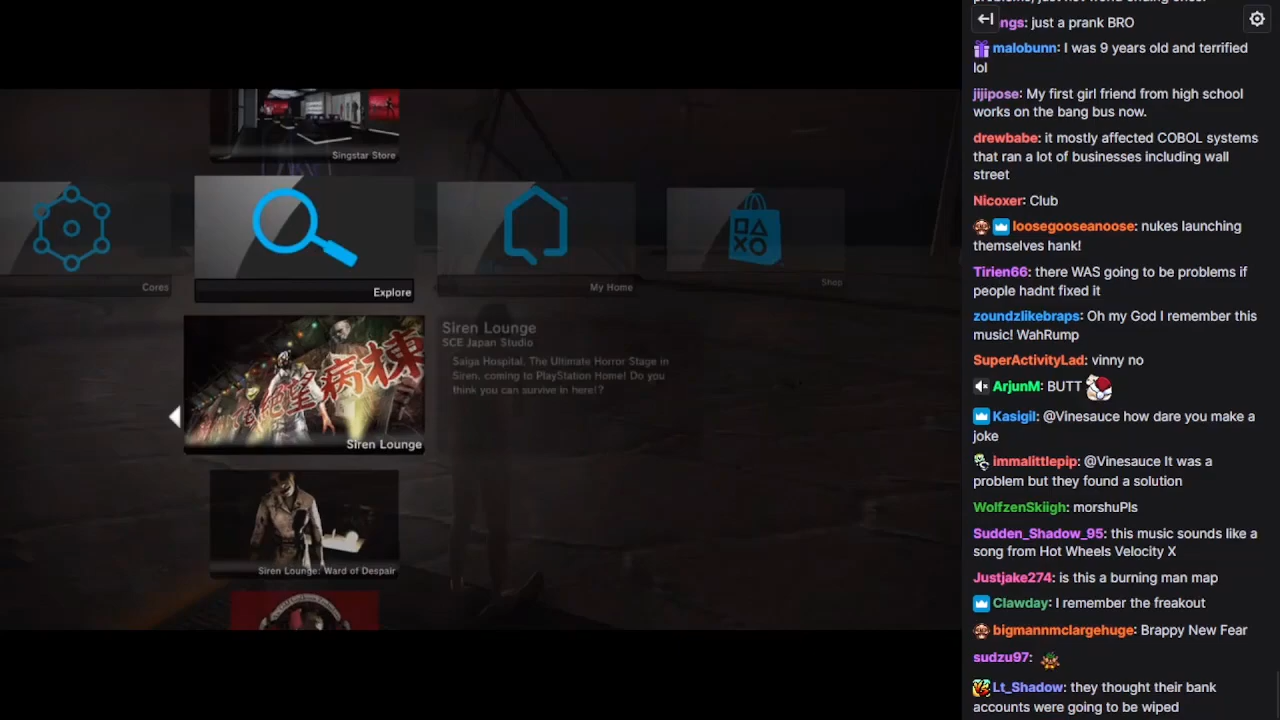 Singstar Store
Cores
Explore
My Home
Shop
絶望病棟
Siren Lounge
Siren Lounge
SCE Japan Studio
Saiga Hospital. The Ultimate Horror Stage in
Siren, coming to PlayStation Home! Do you
think you can survive in here!?
Siren Lounge: Ward of Despair
ngs: just a prank BRO
malobunn: I was 9 years old and terrified
lol
jijipose: My first girl friend from high school
works on the bang bus now.
drewbabe: it mostly affected COBOL systems
that ran a lot of businesses including wall
street
Nicoxer: Club
loosegooseanoose: nukes launching
themselves hank!
Tirien66: there WAS going to be problems if
people hadnt fixed it
zoundzlikebraps: Oh my God I remember this
music! WahRump
SuperActivityLad: vinny no
ArjunM: BUTT
Kasigil: @Vinesauce how dare you make a
joke
immalittlepip: @Vinesauce It was a
problem but they found a solution
WolfzenSkiigh: morshuPls
Sudden_Shadow_95: this music sounds like a
song from Hot Wheels Velocity X
Justjake274: is this a burning man map
Clawday: I remember the freakout
bigmannmclargehuge: Brappy New Fear
sudzu97:
Lt_Shadow: they thought their bank
accounts were going to be wiped